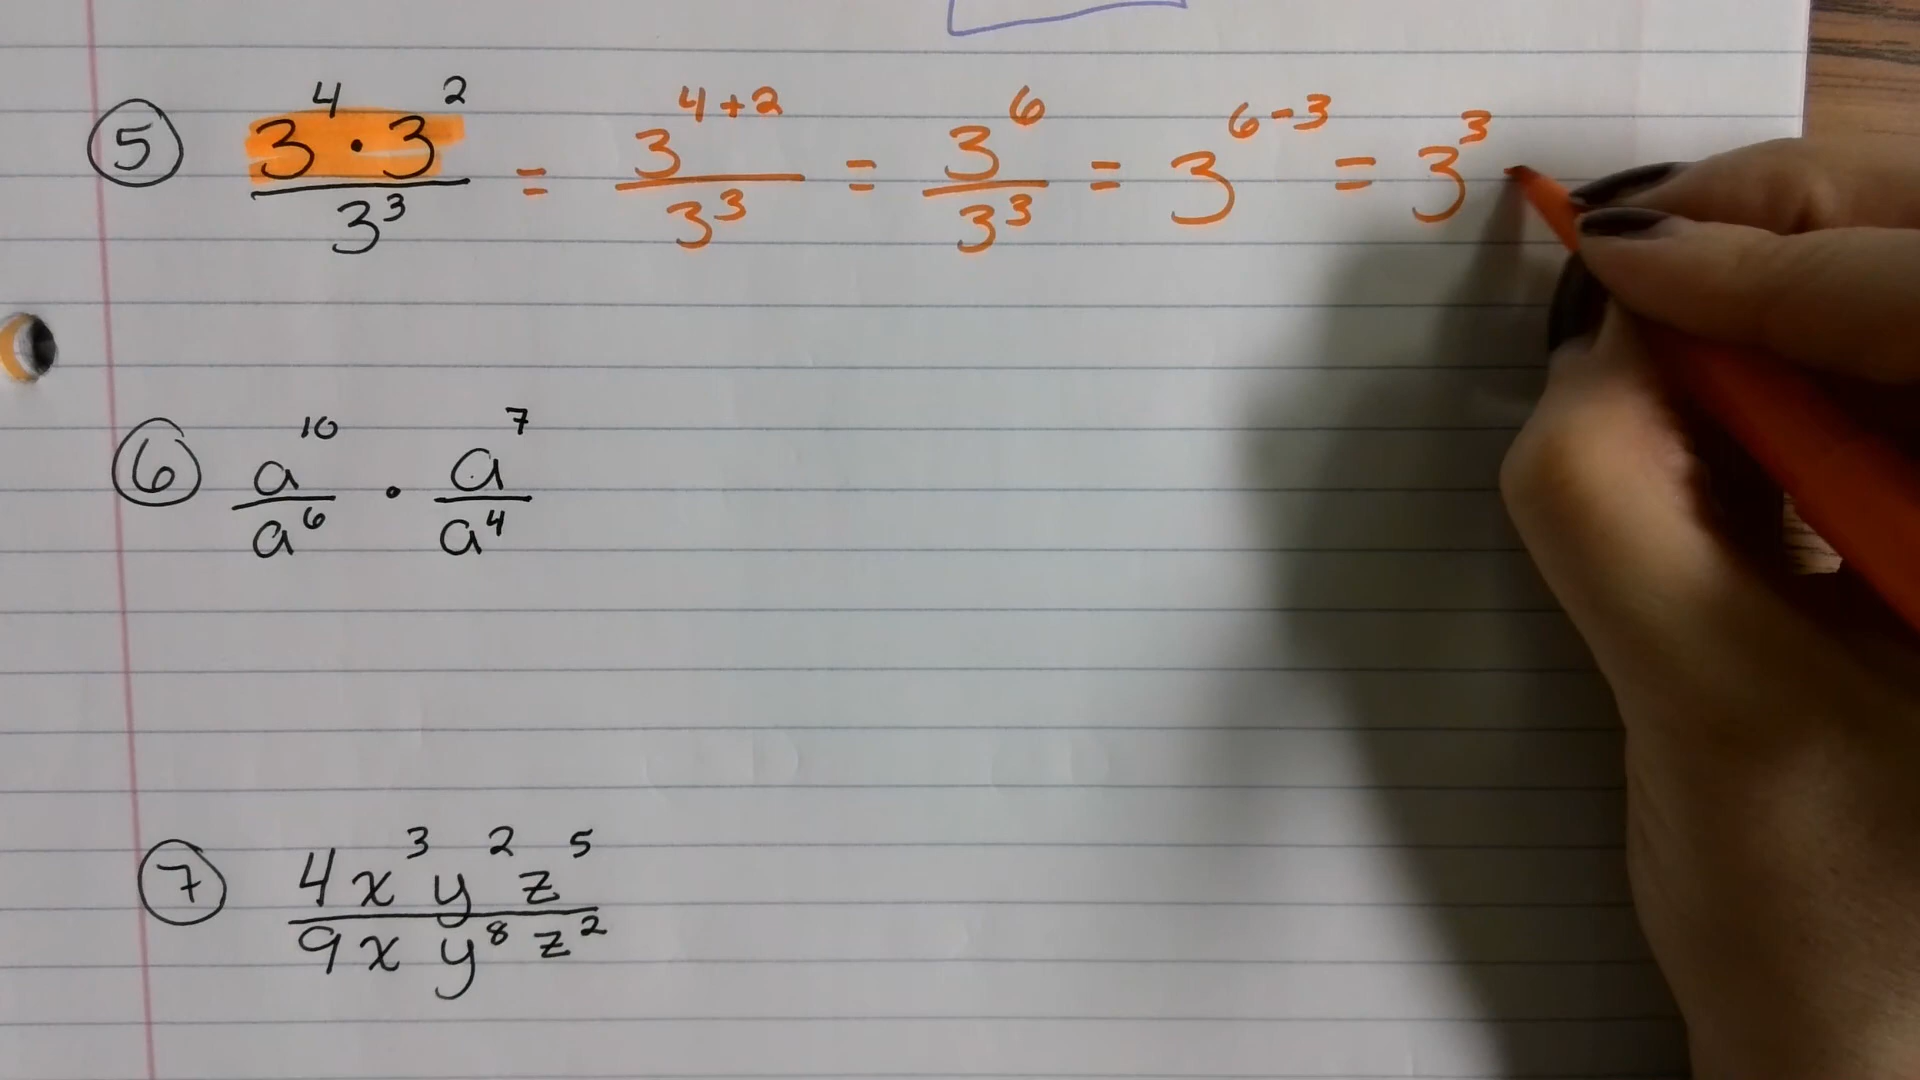 ⑤ 3⁴ · 3² / 3³ = 3⁴⁺² / 3³ = 3⁶ / 3³ = 3⁶⁻³ = 3³
⑥ a¹⁰ / a⁶ · a⁷ / a⁴
⑦ 4x³y²z⁵ / 9xy⁸z²